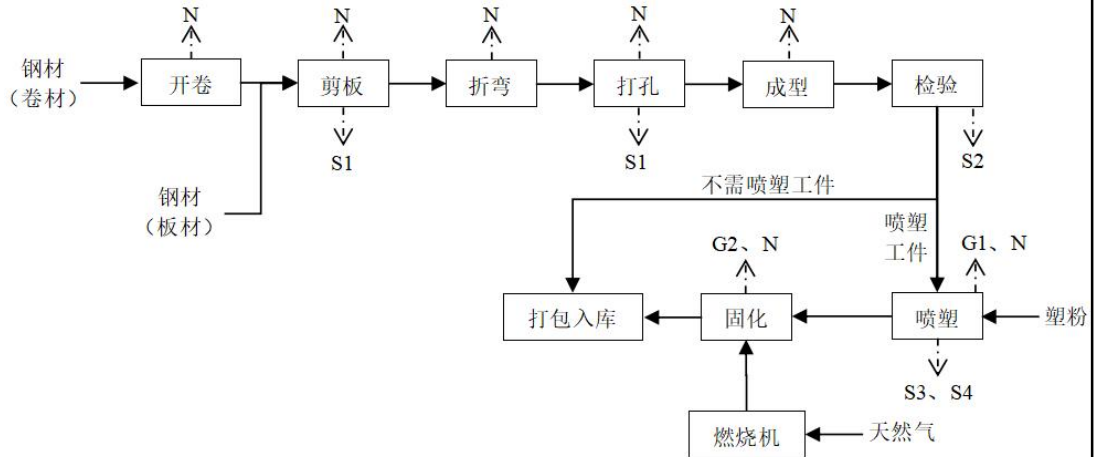 N
N
N
N
N
钢材
（卷材）
开卷
剪板
折弯
打孔
成型
检验
S1
S1
S2
钢材
（板材）
不需喷塑工件
喷塑
工件
G2、N
G1、N
打包入库
固化
喷塑
塑粉
S3、S4
燃烧机
天然气